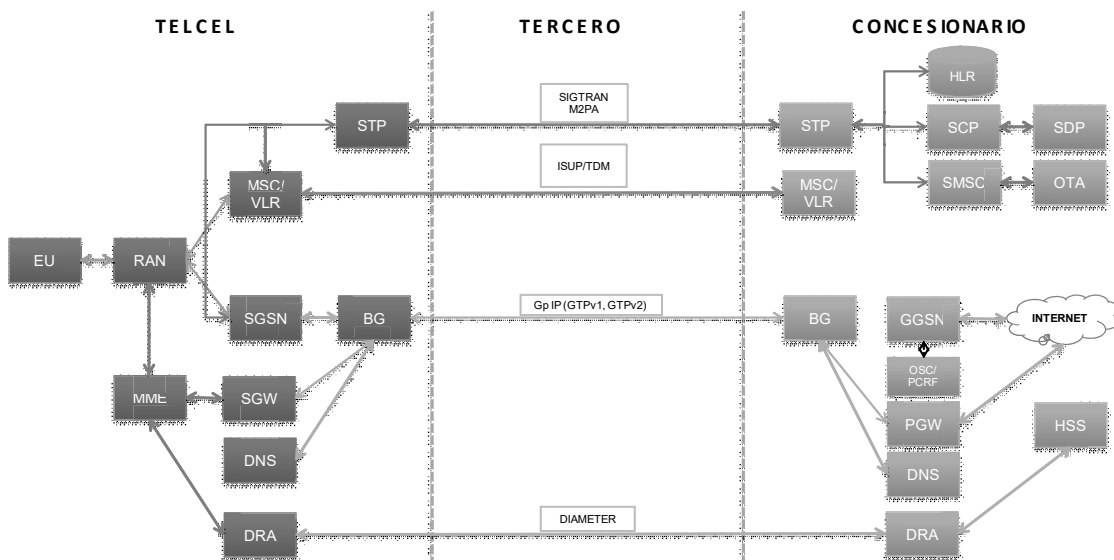 TELCEL
TERCERO
CONCESIONARIO
HLR
SIGTRAN
M2PA
STP
STP
SCP
SDP
ISUP/TDM
MSC/
VLR
MSC/
VLR
SMSC
OTA
EU
RAN
SGSN
BG
Gp IP (GTPv1, GTPv2)
BG
GGSN
INTERNET
OSC/
PCRF
MME
SGW
PGW
HSS
DNS
DNS
DRA
DIAMETER
DRA